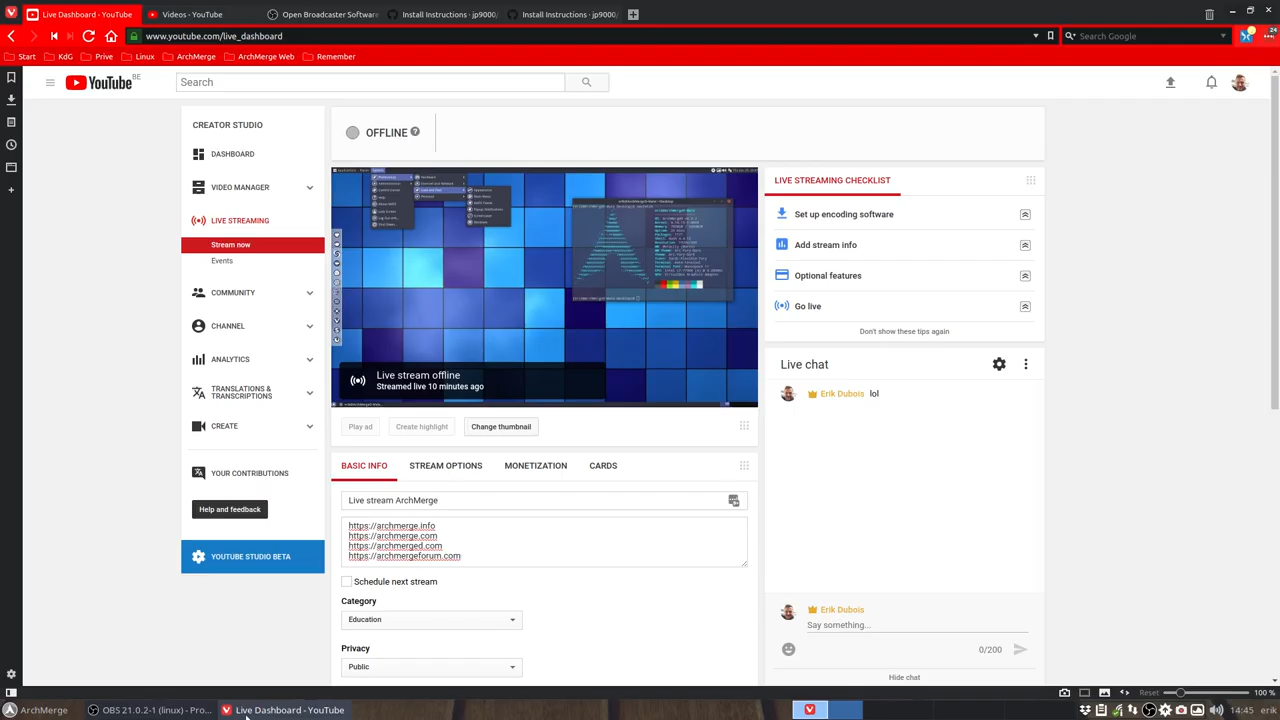 Live Dashboard - YouTube
Videos - YouTube
Open Broadcaster Software
Install Instructions · jp9000/
Install Instructions · jp9000/
www.youtube.com/live_dashboard
Search Google
24
Start
KdG
Prive
Linux
ArchMerge
ArchMerge Web
Remember
YouTube BE
Search
CREATOR STUDIO
DASHBOARD
VIDEO MANAGER
LIVE STREAMING
Stream now
Events
COMMUNITY
CHANNEL
ANALYTICS
TRANSLATIONS &
TRANSCRIPTIONS
CREATE
YOUR CONTRIBUTIONS
Help and feedback
YOUTUBE STUDIO BETA
OFFLINE ?
Live stream offline
Streamed live 10 minutes ago
Play ad
Create highlight
Change thumbnail
BASIC INFO
STREAM OPTIONS
MONETIZATION
CARDS
Live stream ArchMerge
https://archmerge.info
https://archmerge.com
https://archmerged.com
https://archmergeforum.com
Schedule next stream
Category
Education
Privacy
Public
LIVE STREAMING CHECKLIST
Set up encoding software
Add stream info
Optional features
Go live
Don't show these tips again
Live chat
Erik Dubois lol
Erik Dubois
Say something...
0/200
Hide chat
Reset
100 %
ArchMerge
OBS 21.0.2-1 (linux) - Pro...
Live Dashboard - YouTube
14:45
erik